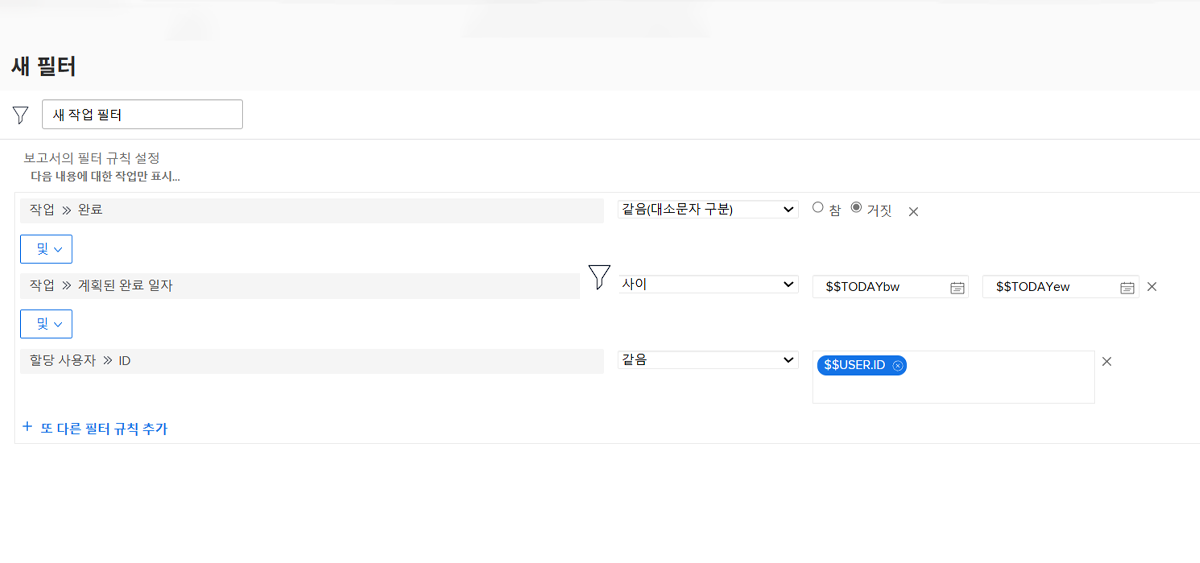 새 필터
새 작업 필터
보고서의 필터 규칙 설정
다음 내용에 대한 작업만 표시...
작업 » 완료 같음(대소문자 구분) 참 거짓
및
작업 » 계획된 완료 일자 사이 $$TODAYbw $$TODAYew
및
할당 사용자 » ID 같음 $$USER.ID
+ 또 다른 필터 규칙 추가